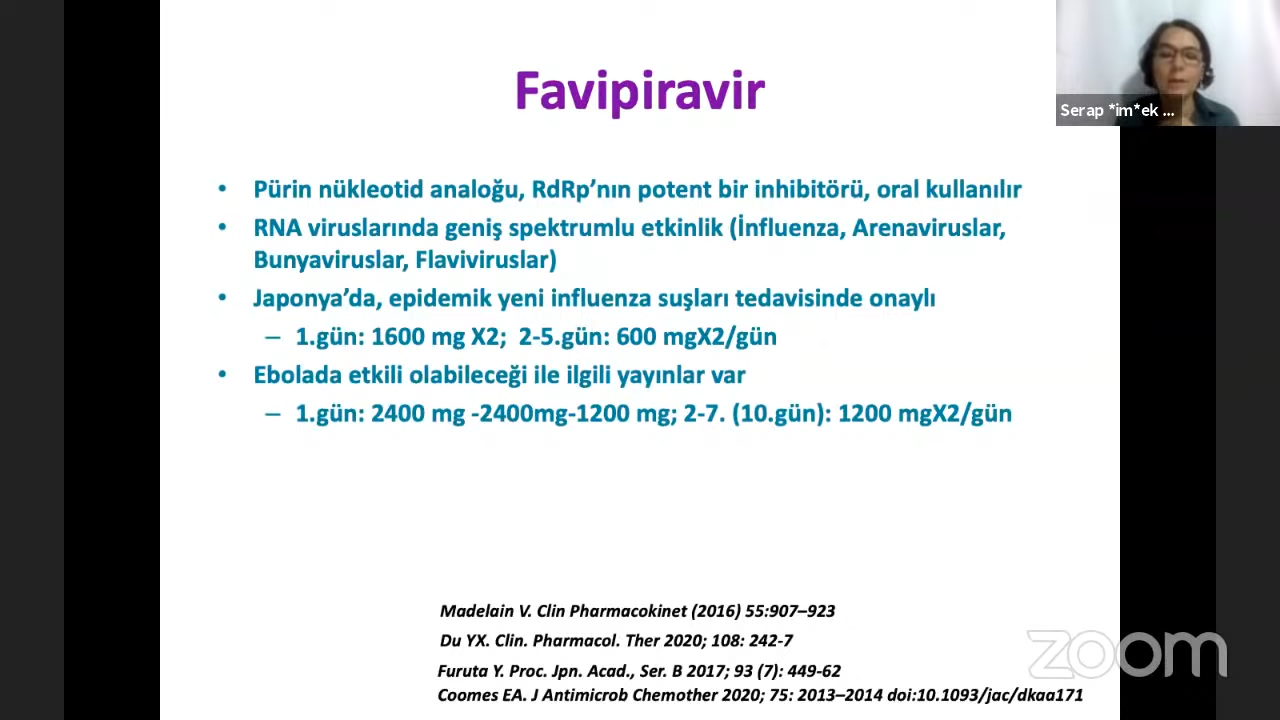 Favipiravir
Serap *im*ek ...
• Pürin nükleotid analoğu, RdRp’nın potent bir inhibitörü, oral kullanılır
• RNA viruslarında geniş spektrumlu etkinlik (İnfluenza, Arenaviruslar,
Bunyaviruslar, Flaviviruslar)
• Japonya’da, epidemik yeni influenza suşları tedavisinde onaylı
– 1.gün: 1600 mg X2; 2-5.gün: 600 mgX2/gün
• Ebolada etkili olabileceği ile ilgili yayınlar var
– 1.gün: 2400 mg -2400mg-1200 mg; 2-7. (10.gün): 1200 mgX2/gün
Madelain V. Clin Pharmacokinet (2016) 55:907–923
Du YX. Clin. Pharmacol. Ther 2020; 108: 242-7
Furuta Y. Proc. Jpn. Acad., Ser. B 2017; 93 (7): 449-62
Coomes EA. J Antimicrob Chemother 2020; 75: 2013–2014 doi:10.1093/jac/dkaa171
zoom